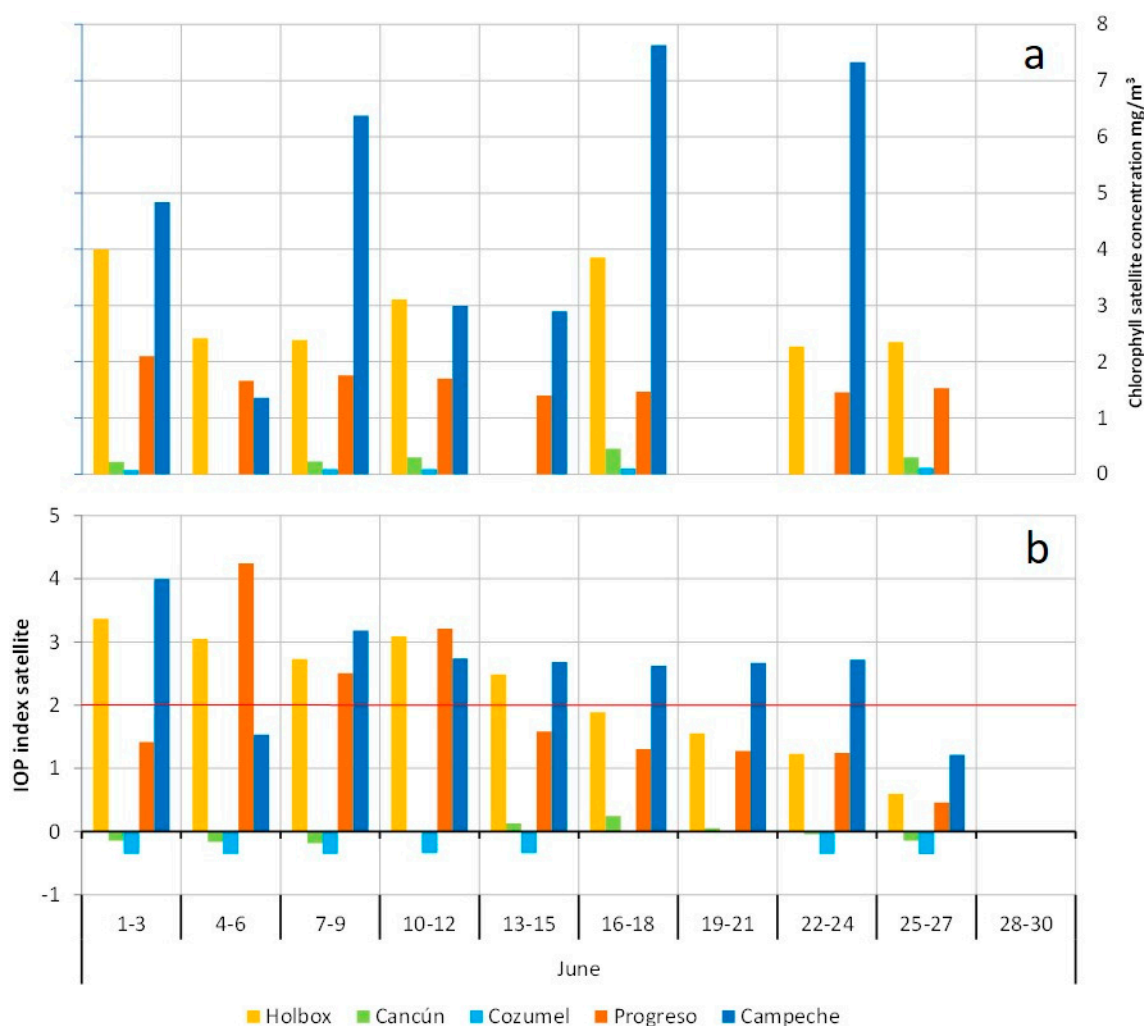 a
8
7
6
5
4
3
2
1
0
Chlorophyll satellite concentration mg/m³
b
5
4
3
2
1
0
-1
IOP index satellite
1-3 4-6 7-9 10-12 13-15 16-18 19-21 22-24 25-27 28-30
June
Holbox Cancún Cozumel Progreso Campeche